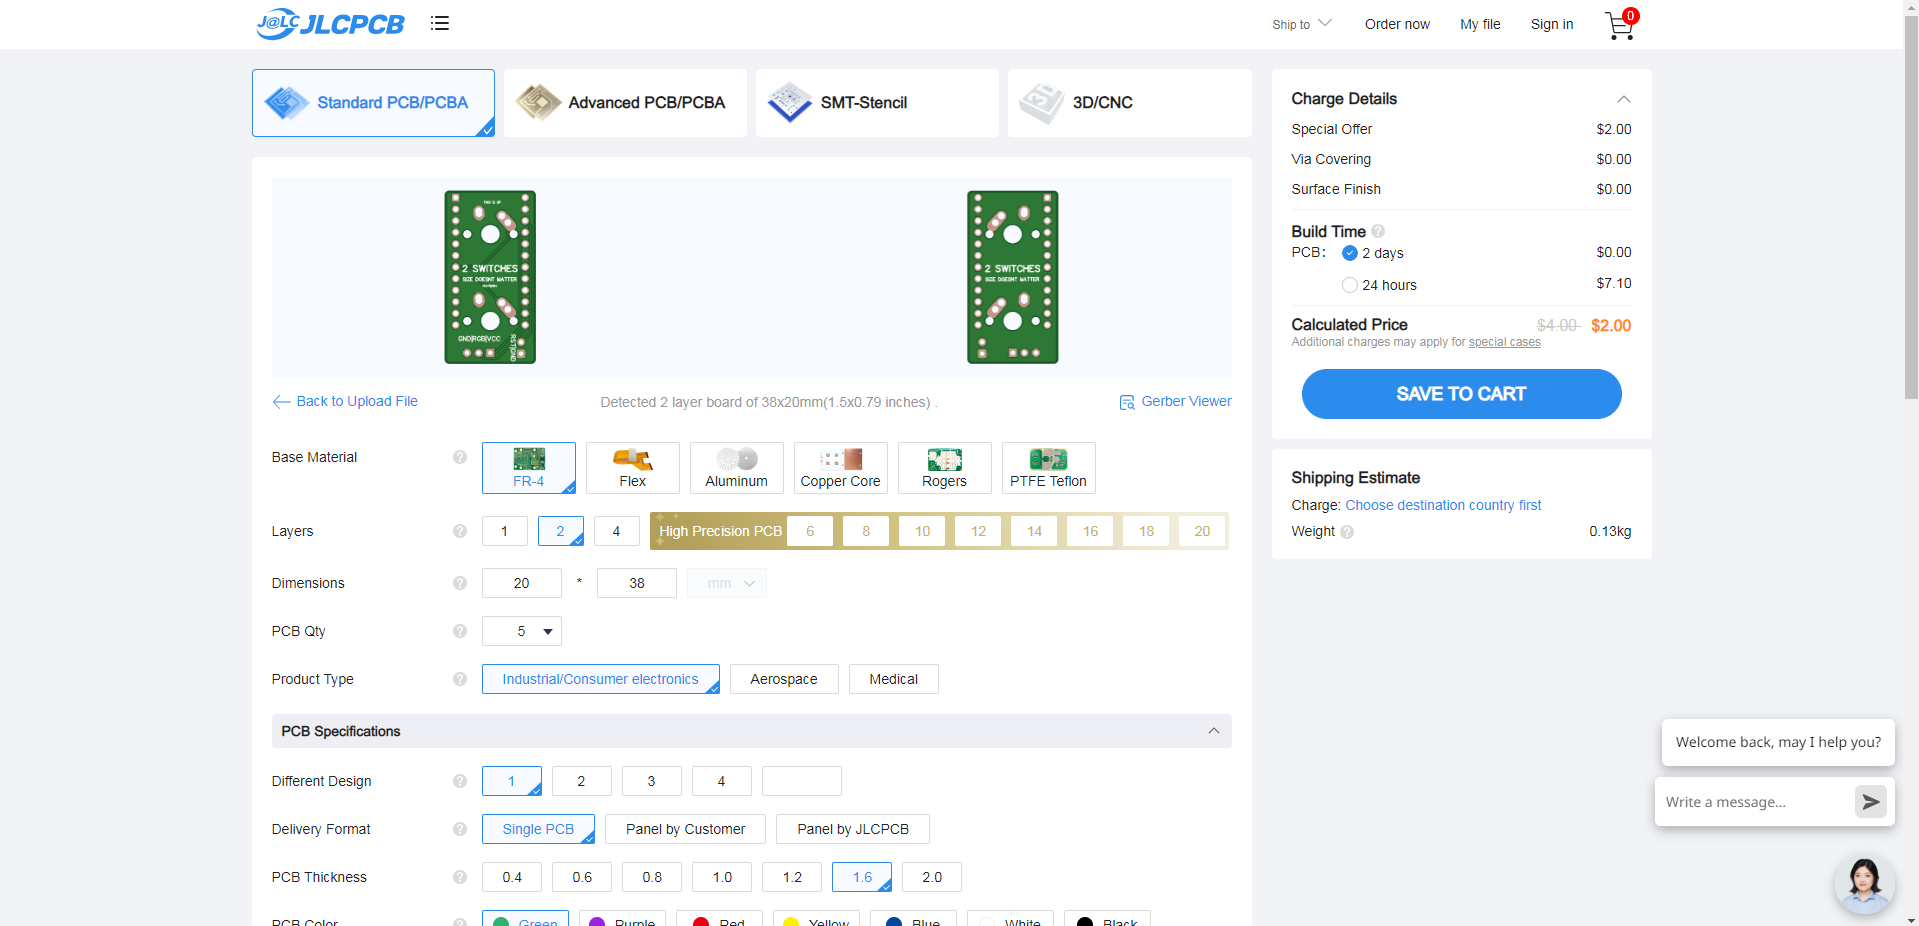 J@LC JLCPCB
Ship to
Order now
My file
Sign in
0
Standard PCB/PCBA
Advanced PCB/PCBA
SMT-Stencil
3D
3D/CNC
THIS IS UP
2 SWITCHES
SIZE DOESNT MATTER
GND|RGB|VCC
RST|GND
2 SWITCHES
SIZE DOESNT MATTER
Back to Upload File
Detected 2 layer board of 38x20mm(1.5x0.79 inches) .
Gerber Viewer
Base Material
?
FR-4
Flex
Aluminum
Copper Core
Rogers
PTFE Teflon
Layers
?
1
2
4
High Precision PCB
6
8
10
12
14
16
18
20
Dimensions
?
20
*
38
mm
PCB Qty
?
5
Product Type
?
Industrial/Consumer electronics
Aerospace
Medical
PCB Specifications
Different Design
?
1
2
3
4
Delivery Format
?
Single PCB
Panel by Customer
Panel by JLCPCB
PCB Thickness
?
0.4
0.6
0.8
1.0
1.2
1.6
2.0
PCB Color
?
Green
Purple
Red
Yellow
Blue
White
Black
Charge Details
Special Offer $2.00
Via Covering $0.00
Surface Finish $0.00
Build Time ?
PCB: 2 days $0.00
24 hours $7.10
Calculated Price $4.00 $2.00
Additional charges may apply for special cases
SAVE TO CART
Shipping Estimate
Charge: Choose destination country first
Weight ? 0.13kg
Welcome back, may I help you?
Write a message...